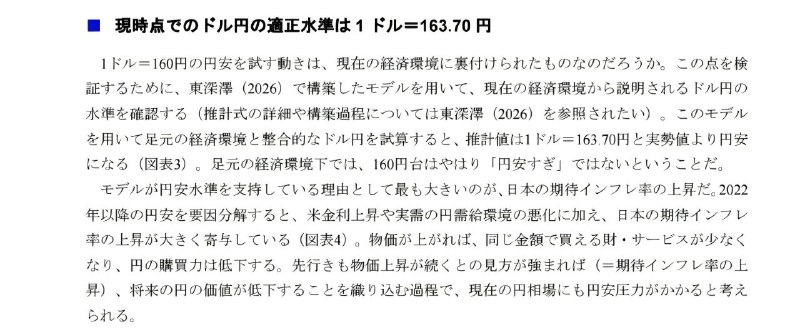 ■ 現時点でのドル円の適正水準は1ドル＝163.70円
1ドル＝160円の円安を試す動きは、現在の経済環境に裏付けられたものなのだろうか。この点を検
証するために、東深澤（2026）で構築したモデルを用いて、現在の経済環境から説明されるドル円の
水準を確認する（推計式の詳細や構築過程については東深澤（2026）を参照されたい）。このモデル
を用いて足元の経済環境と整合的なドル円を試算すると、推計値は1ドル＝163.70円と実勢値より円安
になる（図表3）。足元の経済環境下では、160円台はやはり「円安すぎ」ではないということだ。
モデルが円安水準を支持している理由として最も大きいのが、日本の期待インフレ率の上昇だ。2022
年以降の円安を要因分解すると、米金利上昇や実需の円需給環境の悪化に加え、日本の期待インフレ
率の上昇が大きく寄与している（図表4）。物価が上がれば、同じ金額で買える財・サービスが少なく
なり、円の購買力は低下する。先行きも物価上昇が続くとの見方が強まれば（＝期待インフレ率の上
昇）、将来の円の価値が低下することを織り込む過程で、現在の円相場にも円安圧力がかかると考え
られる。